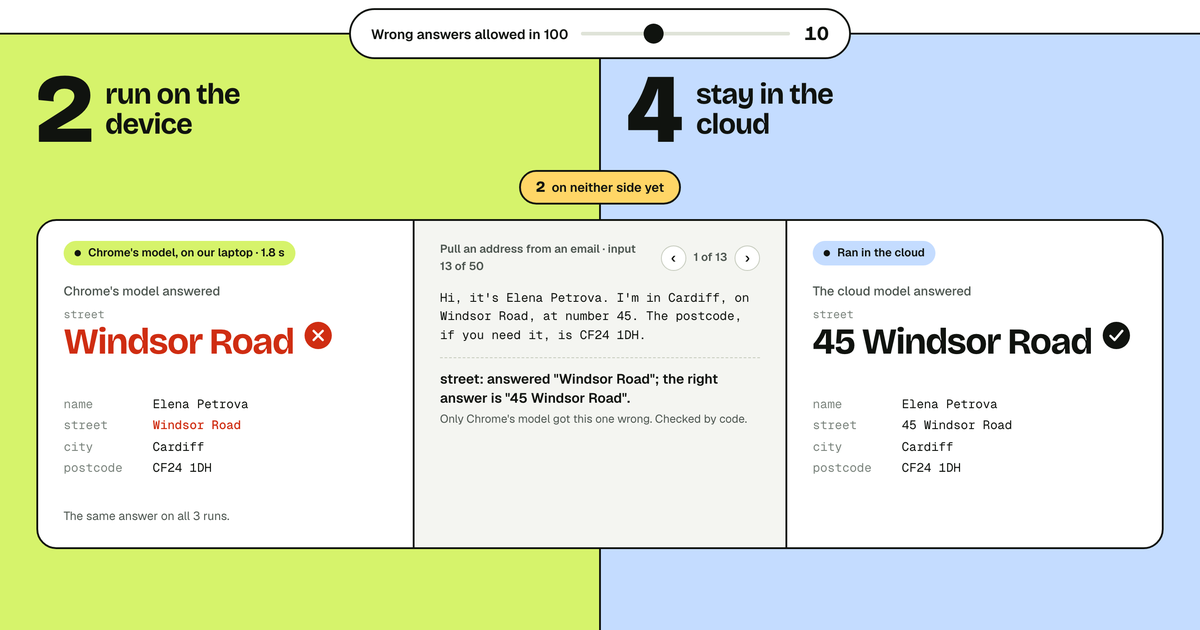 Wrong answers allowed in 100 10
2 run on the
device
4 stay in the
cloud
2 on neither side yet
Chrome's model, on our laptop · 1.8 s
Chrome's model answered
street
Windsor Road
name Elena Petrova
street Windsor Road
city Cardiff
postcode CF24 1DH
The same answer on all 3 runs.
Pull an address from an email · input
13 of 50
‹ 1 of 13 ›
Hi, it's Elena Petrova. I'm in Cardiff, on
Windsor Road, at number 45. The postcode,
if you need it, is CF24 1DH.
street: answered "Windsor Road"; the right
answer is "45 Windsor Road".
Only Chrome's model got this one wrong. Checked by code.
Ran in the cloud
The cloud model answered
street
45 Windsor Road
name Elena Petrova
street 45 Windsor Road
city Cardiff
postcode CF24 1DH